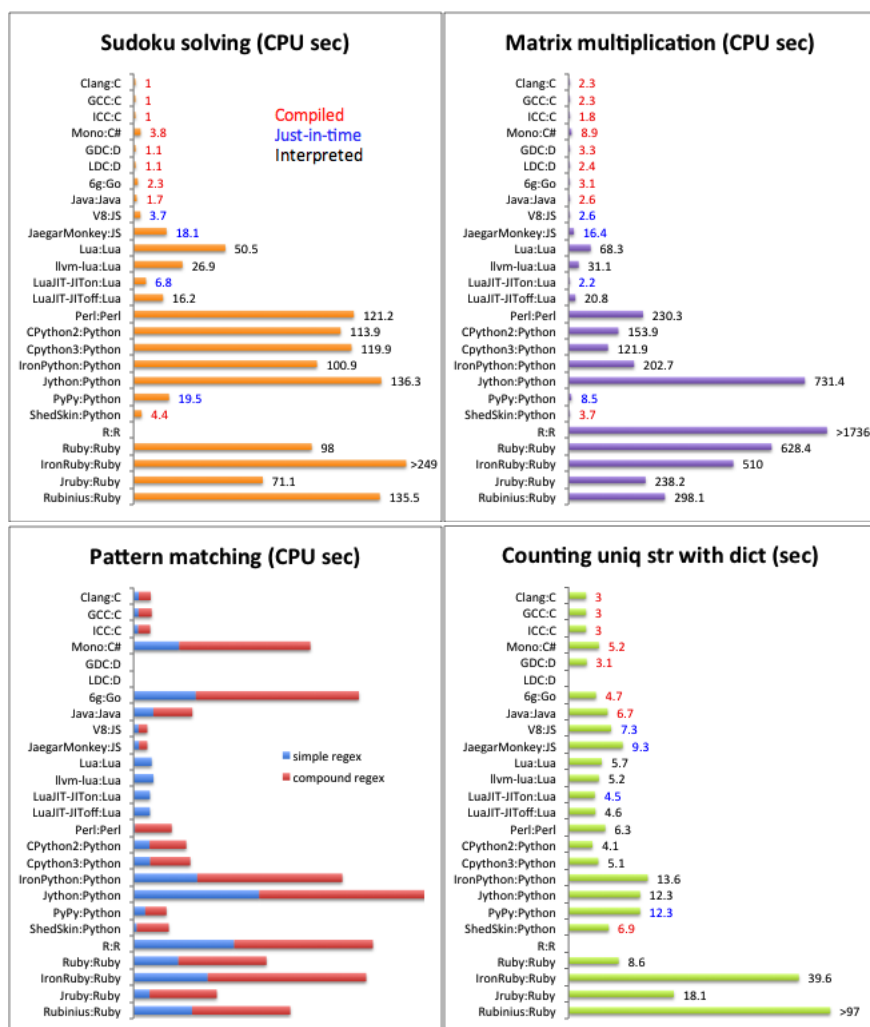 Sudoku solving (CPU sec)
Clang:C 1
GCC:C 1
ICC:C 1
Mono:C# 3.8
GDC:D 1.1
LDC:D 1.1
6g:Go 2.3
Java:Java 1.7
V8:JS 3.7
JaegarMonkey:JS 18.1
Lua:Lua 50.5
llvm-lua:Lua 26.9
LuaJIT-JITon:Lua 6.8
LuaJIT-JIToff:Lua 16.2
Perl:Perl 121.2
CPython2:Python 113.9
Cpython3:Python 119.9
IronPython:Python 100.9
Jython:Python 136.3
PyPy:Python 19.5
ShedSkin:Python 4.4
R:R
Ruby:Ruby 98
IronRuby:Ruby >249
Jruby:Ruby 71.1
Rubinius:Ruby 135.5
Compiled
Just-in-time
Interpreted
Matrix multiplication (CPU sec)
Clang:C 2.3
GCC:C 2.3
ICC:C 1.8
Mono:C# 8.9
GDC:D 3.3
LDC:D 2.4
6g:Go 3.1
Java:Java 2.6
V8:JS 2.6
JaegarMonkey:JS 16.4
Lua:Lua 68.3
llvm-lua:Lua 31.1
LuaJIT-JITon:Lua 2.2
LuaJIT-JIToff:Lua 20.8
Perl:Perl 230.3
CPython2:Python 153.9
Cpython3:Python 121.9
IronPython:Python 202.7
Jython:Python 731.4
PyPy:Python 8.5
ShedSkin:Python 3.7
R:R >1736
Ruby:Ruby 628.4
IronRuby:Ruby 510
Jruby:Ruby 238.2
Rubinius:Ruby 298.1
Pattern matching (CPU sec)
Clang:C
GCC:C
ICC:C
Mono:C#
GDC:D
LDC:D
6g:Go
Java:Java
V8:JS
JaegarMonkey:JS
Lua:Lua
llvm-lua:Lua
LuaJIT-JITon:Lua
LuaJIT-JIToff:Lua
Perl:Perl
CPython2:Python
Cpython3:Python
IronPython:Python
Jython:Python
PyPy:Python
ShedSkin:Python
R:R
Ruby:Ruby
IronRuby:Ruby
Jruby:Ruby
Rubinius:Ruby
simple regex
compound regex
Counting uniq str with dict (sec)
Clang:C 3
GCC:C 3
ICC:C 3
Mono:C# 5.2
GDC:D 3.1
LDC:D
6g:Go 4.7
Java:Java 6.7
V8:JS 7.3
JaegarMonkey:JS 9.3
Lua:Lua 5.7
llvm-lua:Lua 5.2
LuaJIT-JITon:Lua 4.5
LuaJIT-JIToff:Lua 4.6
Perl:Perl 6.3
CPython2:Python 4.1
Cpython3:Python 5.1
IronPython:Python 13.6
Jython:Python 12.3
PyPy:Python 12.3
ShedSkin:Python 6.9
R:R
Ruby:Ruby 8.6
IronRuby:Ruby 39.6
Jruby:Ruby 18.1
Rubinius:Ruby >97